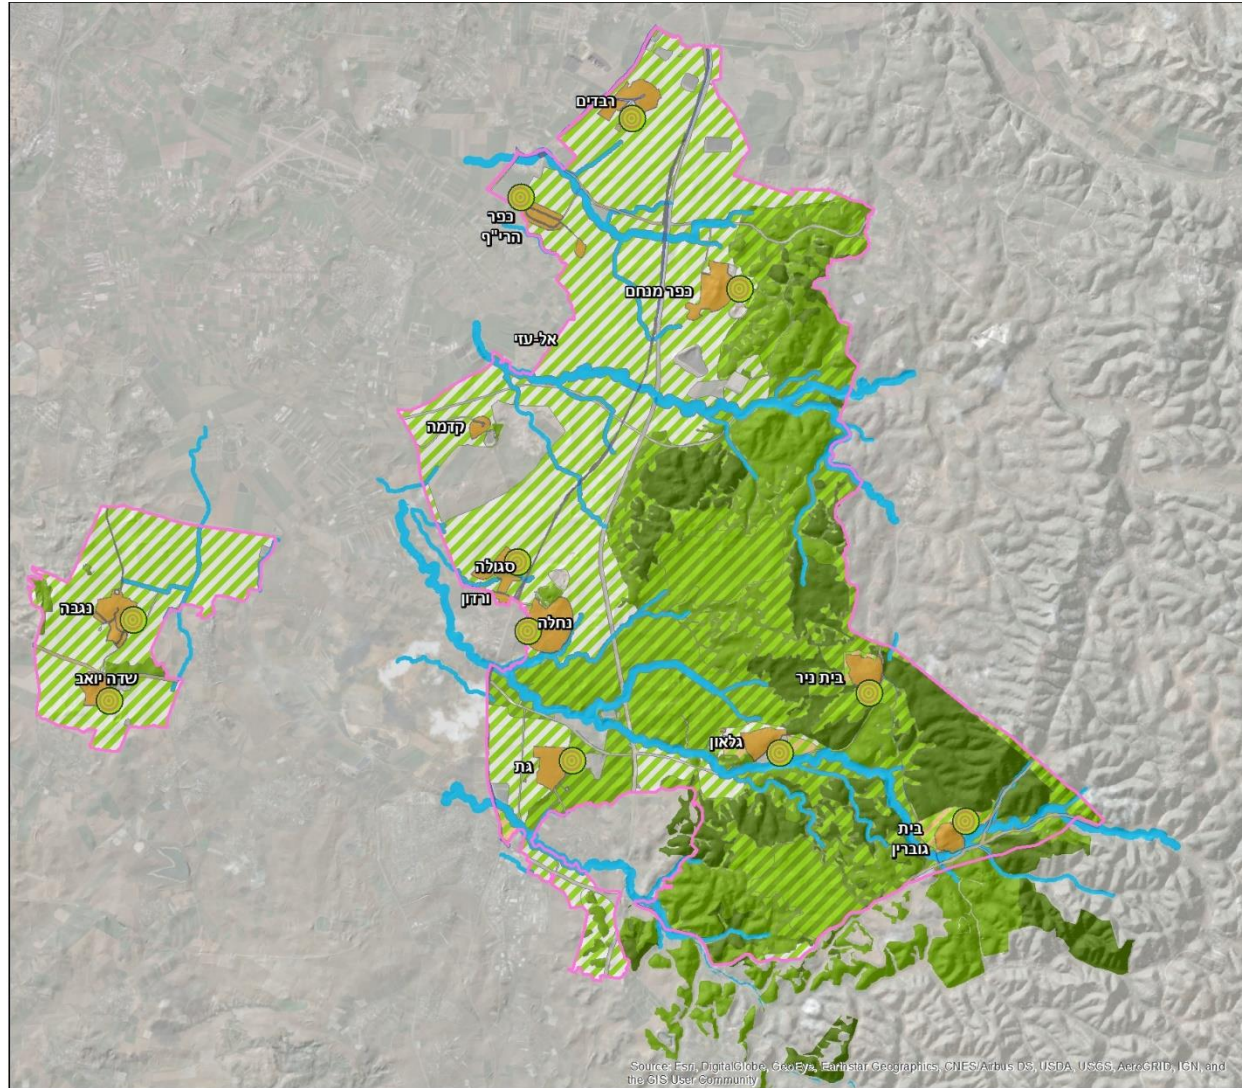 רבדים
כפר
הרי"ף
כפר מנחם
אל-עזי
קדמה
סגולה
ורדון
נחלה
נגבה
שדה יואב
בית ניר
גלאון
גת
בית
גוברין
Source: Esri, DigitalGlobe, GeoEye, Earthstar Geographics, CNES/Airbus DS, USDA, USGS, AeroGRID, IGN, and
the GIS User Community